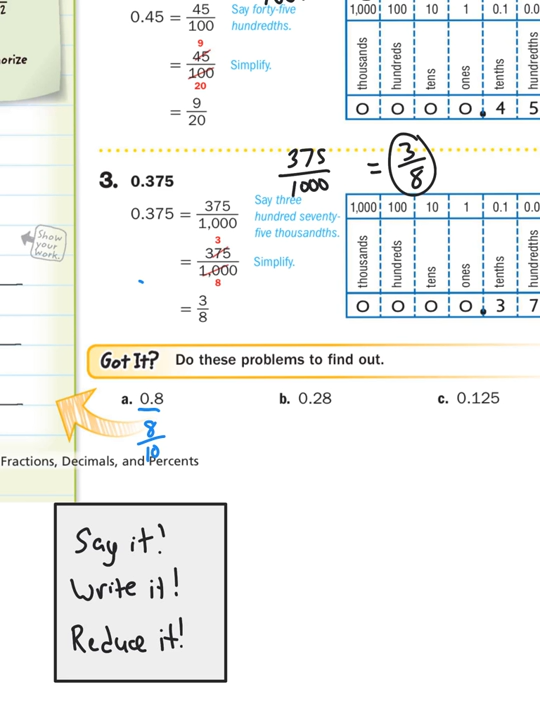 0.45 = 45/100 Say forty-five hundredths.
= 45/100 9 20 Simplify.
= 9/20
1,000 100 10 1 0.1 0.0
thousands hundreds tens ones tenths hundredths
0 0 0 0 . 4 5
orize
3. 0.375
375/1000 = 3/8
0.375 = 375/1,000 Say three hundred seventy-five thousandths.
= 375/1,000 3 8 Simplify.
= 3/8
1,000 100 10 1 0.1 0.0
thousands hundreds tens ones tenths hundredths
0 0 0 0 . 3 7
Show your work.
Got It? Do these problems to find out.
a. 0.8 b. 0.28 c. 0.125
8/10
Fractions, Decimals, and Percents
Say it!
Write it!
Reduce it!